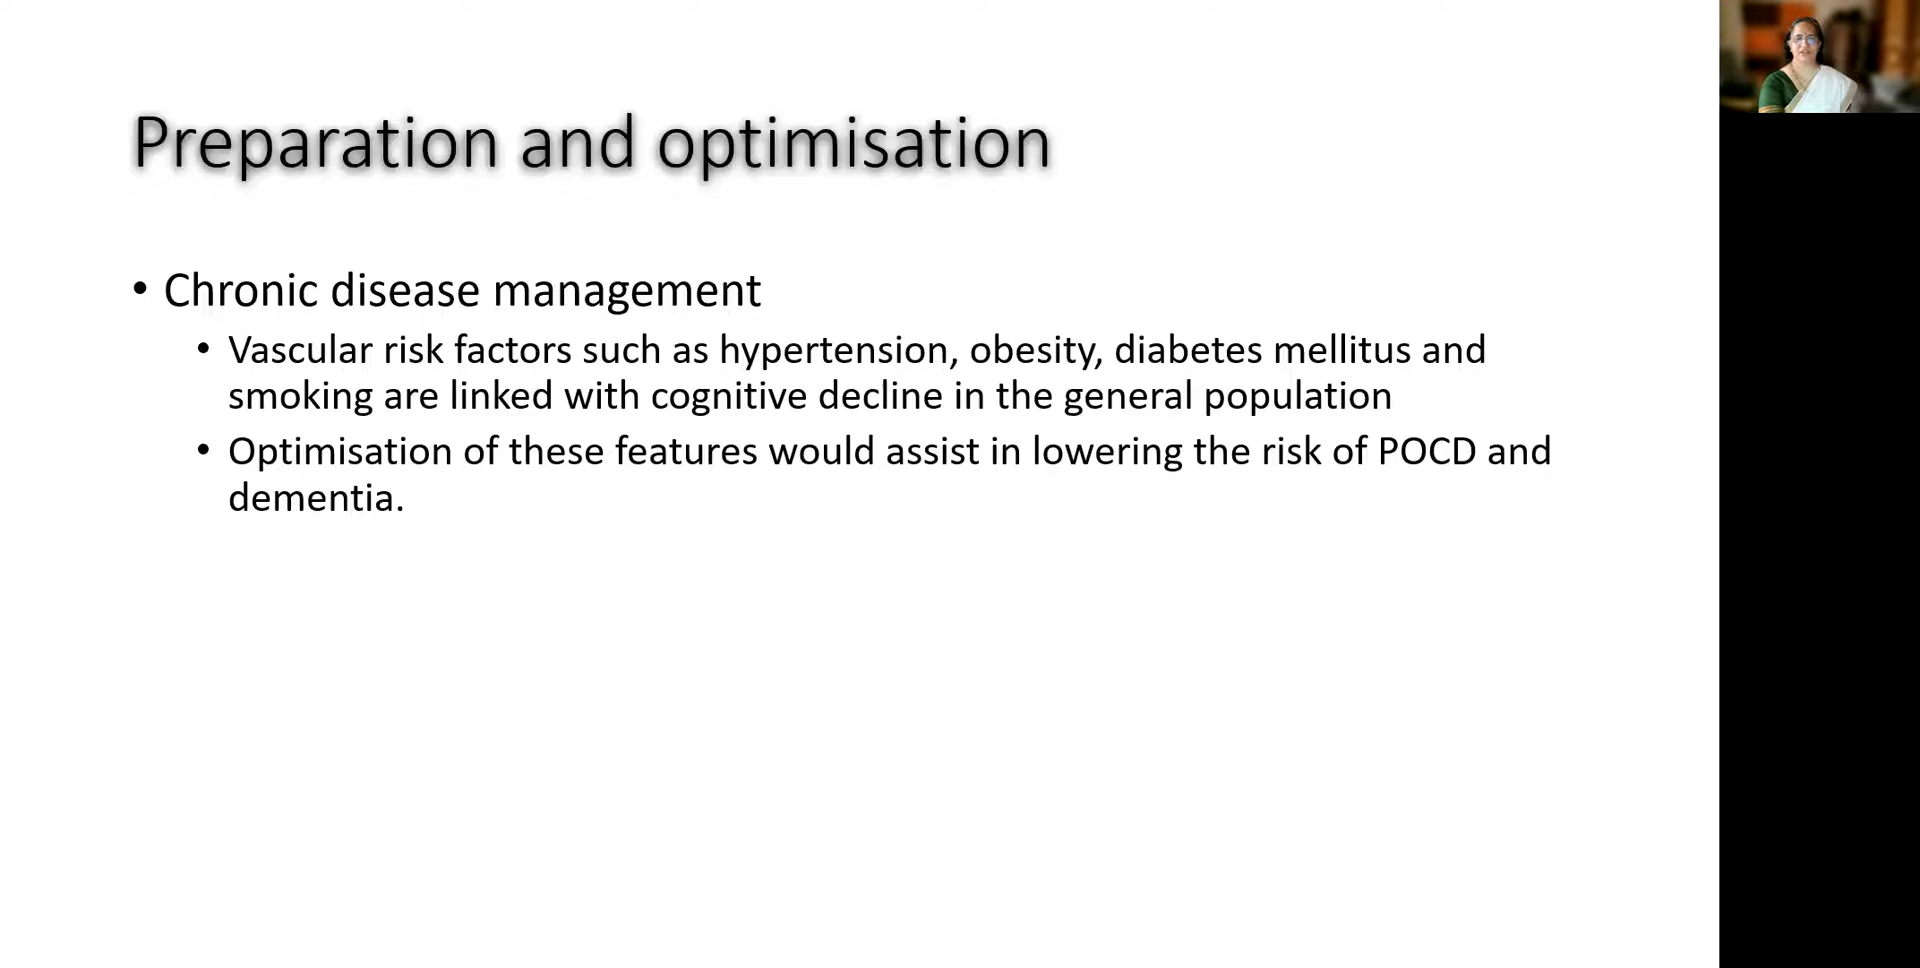 Preparation and optimisation
• Chronic disease management
• Vascular risk factors such as hypertension, obesity, diabetes mellitus and
smoking are linked with cognitive decline in the general population
• Optimisation of these features would assist in lowering the risk of POCD and
dementia.